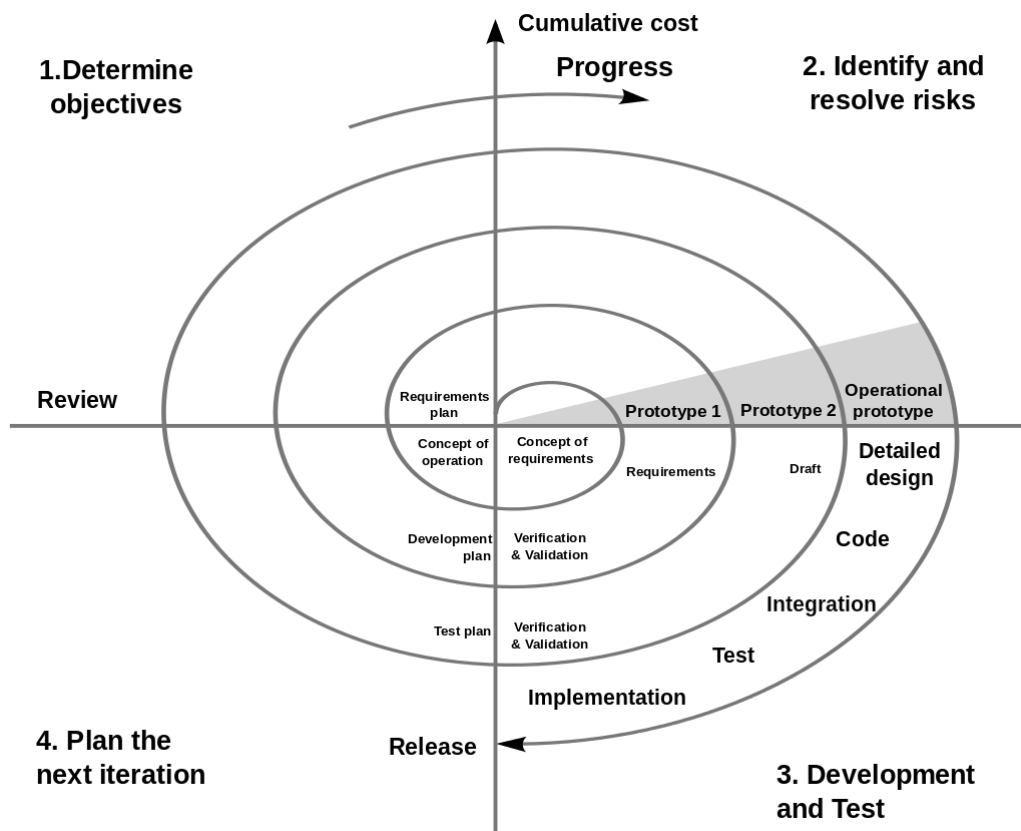 Cumulative cost
Progress
1.Determine
objectives
2. Identify and
resolve risks
Review
Requirements
plan
Prototype 1
Prototype 2
Operational
prototype
Concept of
operation
Concept of
requirements
Requirements
Draft
Detailed
design
Development
plan
Verification
& Validation
Code
Integration
Test plan
Verification
& Validation
Test
Implementation
Release
4. Plan the
next iteration
3. Development
and Test